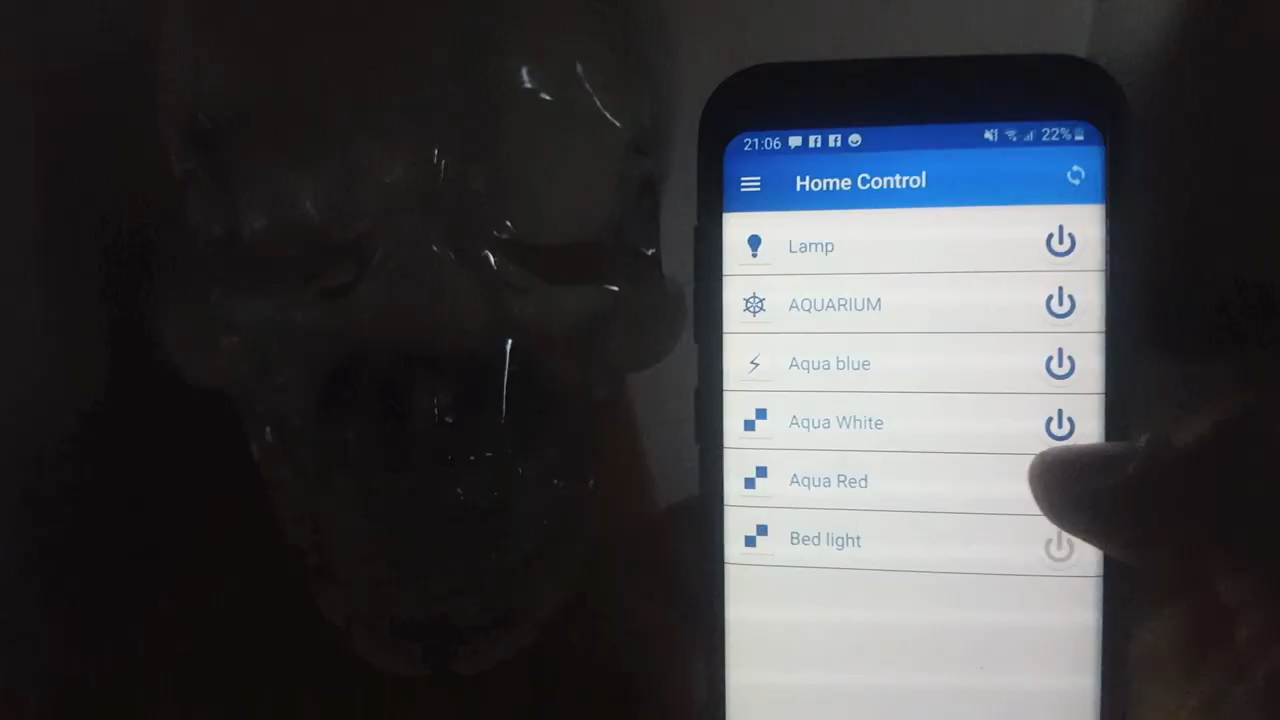 21:06 22%
Home Control
Lamp
AQUARIUM
Aqua blue
Aqua White
Aqua Red
Bed light